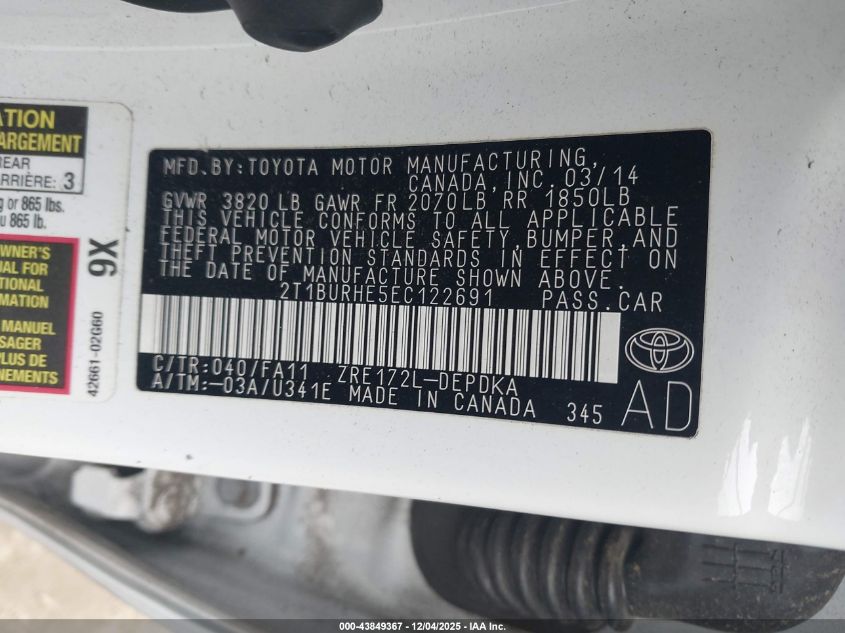 ATION
ARGEMENT
REAR
ARRIÈRE: 3
g or 865 lbs.
u 865 lb.
OWNER'S
UAL FOR
TIONAL
ATION
MANUEL
SAGER
PLUS DE
NEMENTS
9X
42661-02G60
MFD.BY:TOYOTA MOTOR MANUFACTURING,
CANADA, INC. 03/14
GVWR 3820 LB GAWR FR 2070LB RR 1850LB
THIS VEHICLE CONFORMS TO ALL APPLICABLE
FEDERAL MOTOR VEHICLE SAFETY,BUMPER,AND
THEFT PREVENTION STANDARDS IN EFFECT ON
THE DATE OF MANUFACTURE SHOWN ABOVE.
2T1BURHE5EC122691 PASS.CAR
C/TR:040/FA11 ZRE172L-DEPDKA
A/TM:-03A/U341E MADE IN CANADA 345
AD
000-43849367 - 12/04/2025 - IAA Inc.